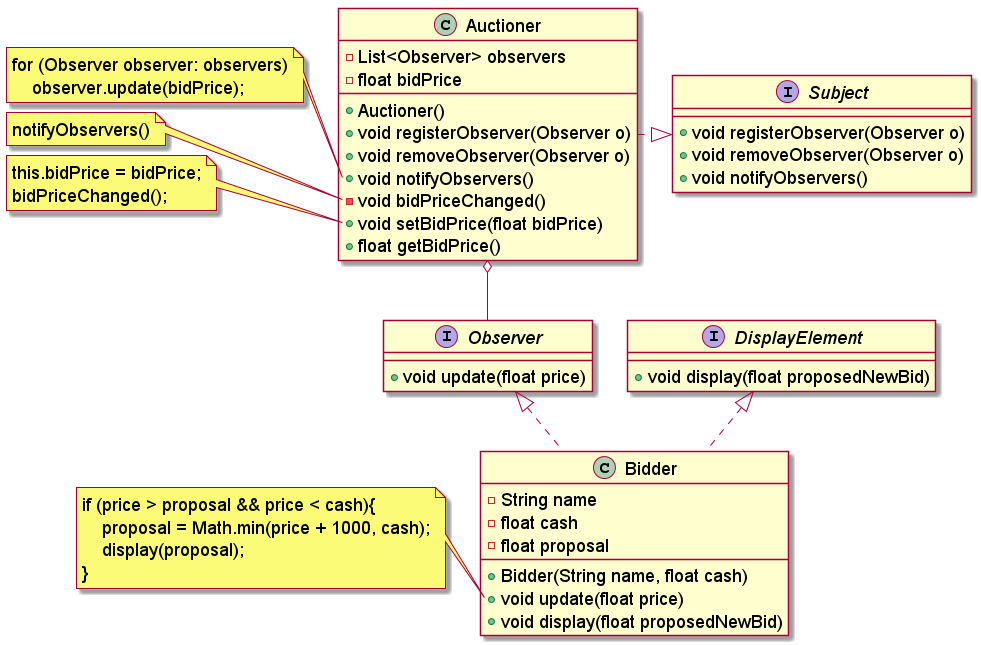 for (Observer observer: observers)
observer.update(bidPrice);
notifyObservers()
this.bidPrice = bidPrice;
bidPriceChanged();
C Auctioner
List<Observer> observers
float bidPrice
Auctioner()
void registerObserver(Observer o)
void removeObserver(Observer o)
void notifyObservers()
void bidPriceChanged()
void setBidPrice(float bidPrice)
float getBidPrice()
I Subject
void registerObserver(Observer o)
void removeObserver(Observer o)
void notifyObservers()
I Observer
void update(float price)
I DisplayElement
void display(float proposedNewBid)
if (price > proposal && price < cash){
proposal = Math.min(price + 1000, cash);
display(proposal);
}
C Bidder
String name
float cash
float proposal
Bidder(String name, float cash)
void update(float price)
void display(float proposedNewBid)